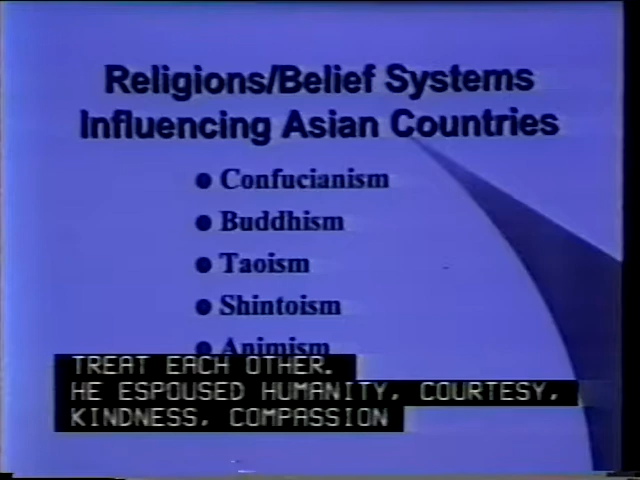 Religions/Belief Systems
Influencing Asian Countries
● Confucianism
● Buddhism
● Taoism
● Shintoism
● Animism
TREAT EACH OTHER.
HE ESPOUSED HUMANITY, COURTESY,
KINDNESS, COMPASSION